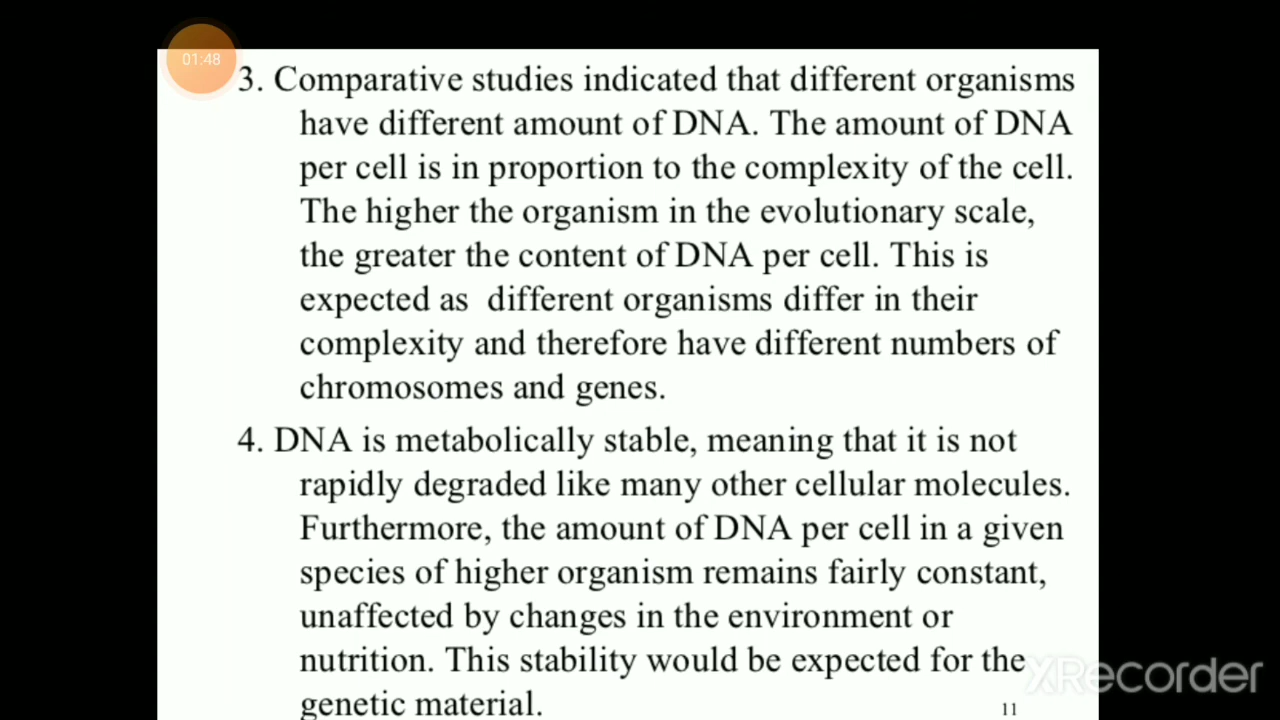 01:48
3. Comparative studies indicated that different organisms
have different amount of DNA. The amount of DNA
per cell is in proportion to the complexity of the cell.
The higher the organism in the evolutionary scale,
the greater the content of DNA per cell. This is
expected as  different organisms differ in their
complexity and therefore have different numbers of
chromosomes and genes.
4. DNA is metabolically stable, meaning that it is not
rapidly degraded like many other cellular molecules.
Furthermore, the amount of DNA per cell in a given
species of higher organism remains fairly constant,
unaffected by changes in the environment or
nutrition. This stability would be expected for the
genetic material.
XRecorder
11